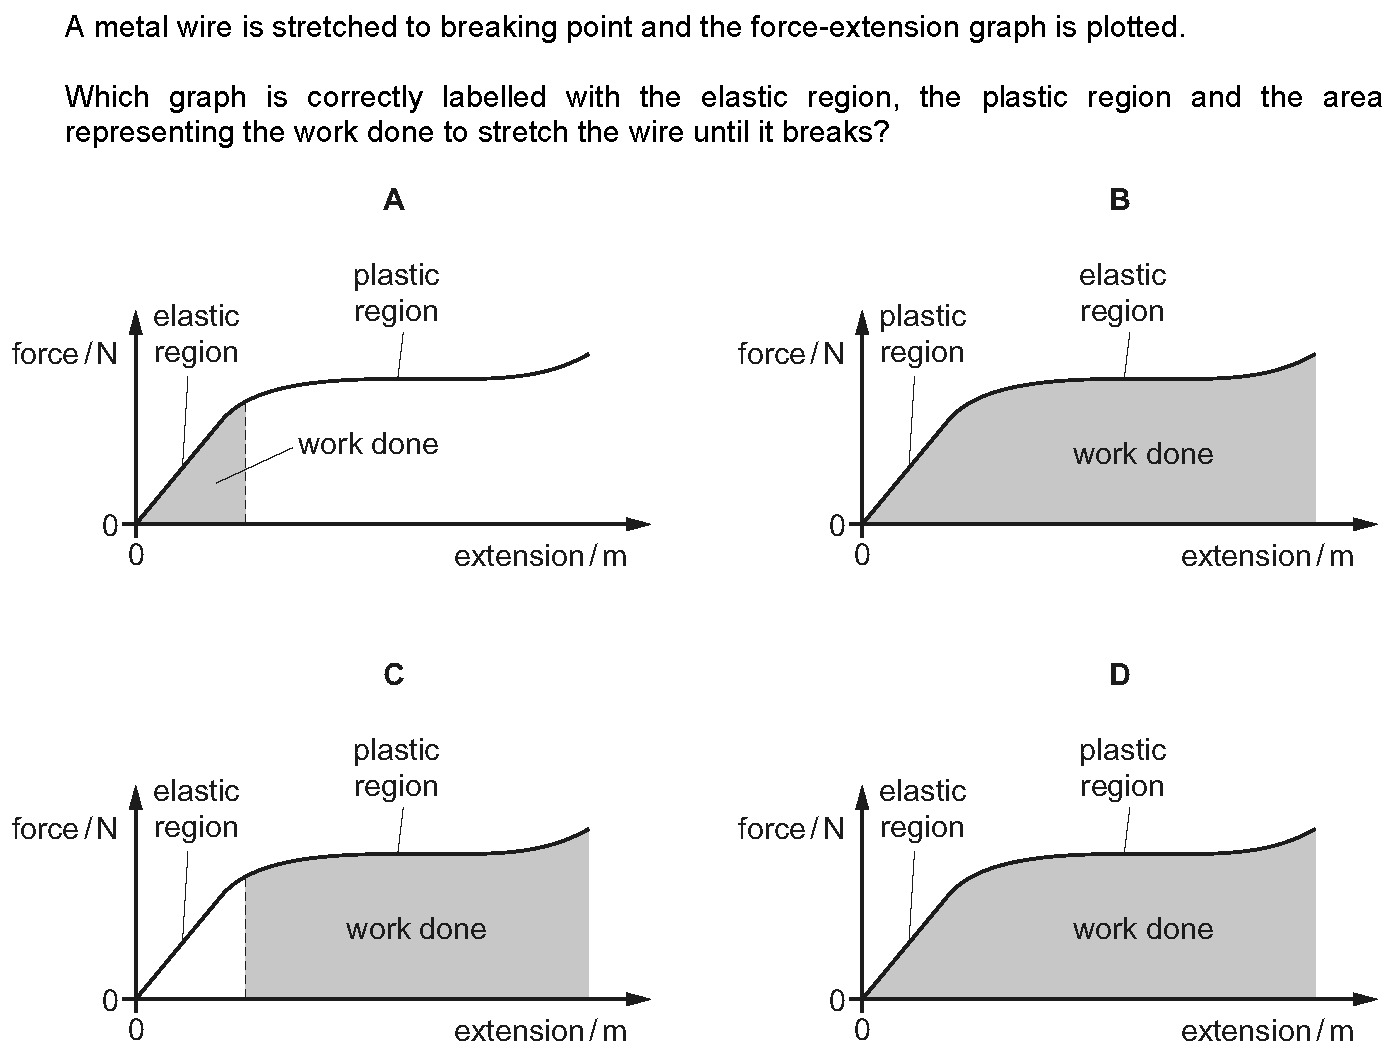 A metal wire is stretched to breaking point and the force-extension graph is plotted.
Which graph is correctly labelled with the elastic region, the plastic region and the area
representing the work done to stretch the wire until it breaks?
A
plastic
region
elastic
region
force / N
work done
0
0
extension / m
B
elastic
region
plastic
region
force / N
work done
0
0
extension / m
C
plastic
region
elastic
region
force / N
work done
0
0
extension / m
D
plastic
region
elastic
region
force / N
work done
0
0
extension / m